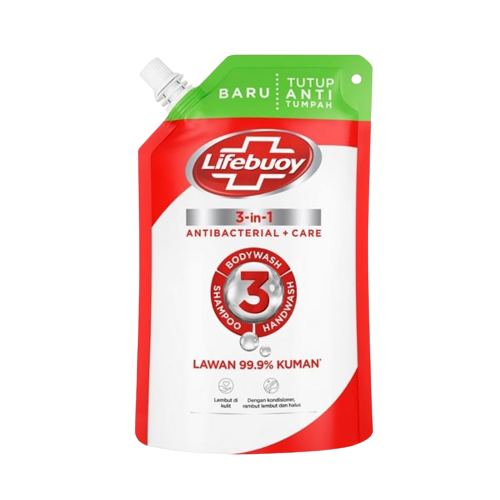 BARU
TUTUP
ANTI
TUMPAH
Lifebuoy
3-in-1
ANTIBACTERIAL + CARE
BODYWASH
3
SHAMPOO
HANDWASH
LAWAN 99.9% KUMAN*
Lembut di
kulit
Dengan kondisioner,
rambut lembut dan halus